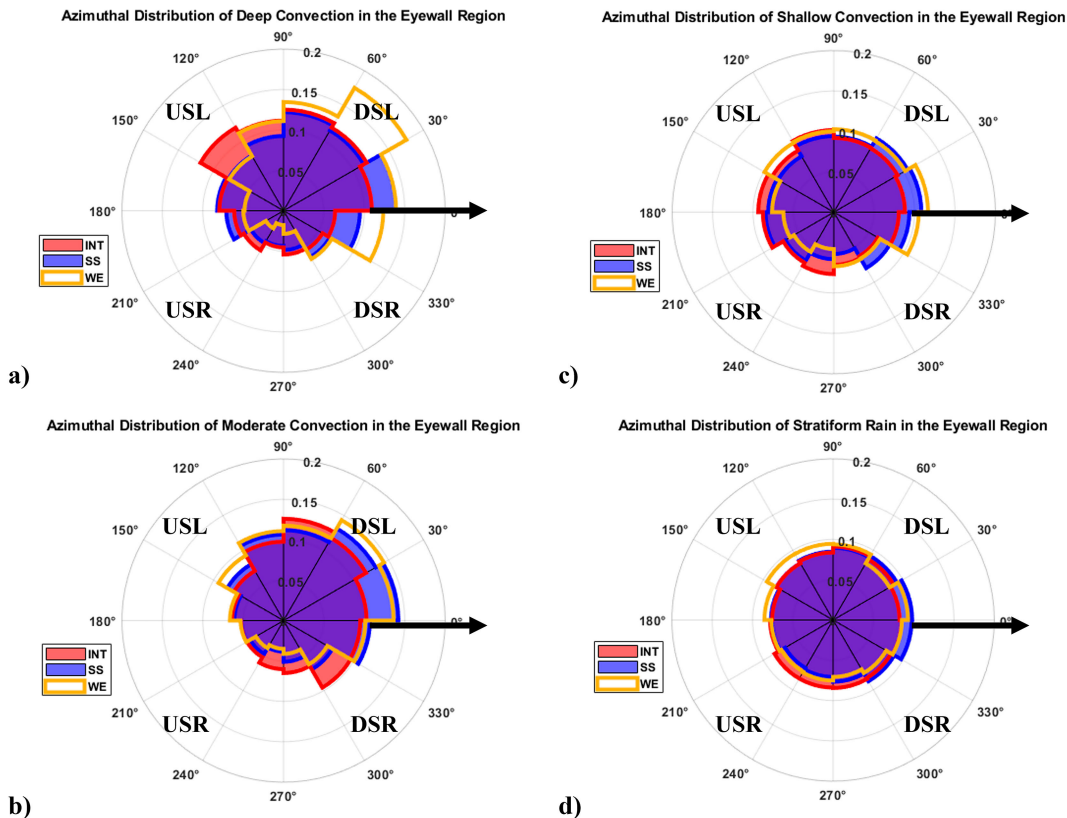 Azimuthal Distribution of Deep Convection in the Eyewall Region
90°
120°
60°
0.2
0.15
0.1
0.05
USL
DSL
150°
30°
180°
0°
INT
SS
WE
210°
330°
USR
DSR
240°
300°
270°
a)
Azimuthal Distribution of Shallow Convection in the Eyewall Region
90°
120°
60°
0.2
0.15
0.1
0.05
USL
DSL
150°
30°
180°
INT
SS
WE
210°
330°
USR
DSR
240°
300°
270°
c)
Azimuthal Distribution of Moderate Convection in the Eyewall Region
90°
120°
60°
0.2
0.15
0.1
0.05
USL
DSL
150°
30°
180°
0°
INT
SS
WE
210°
330°
USR
DSR
240°
300°
270°
b)
Azimuthal Distribution of Stratiform Rain in the Eyewall Region
90°
120°
60°
0.2
0.15
0.1
0.05
USL
DSL
150°
30°
180°
0°
INT
SS
WE
210°
330°
USR
DSR
240°
300°
270°
d)